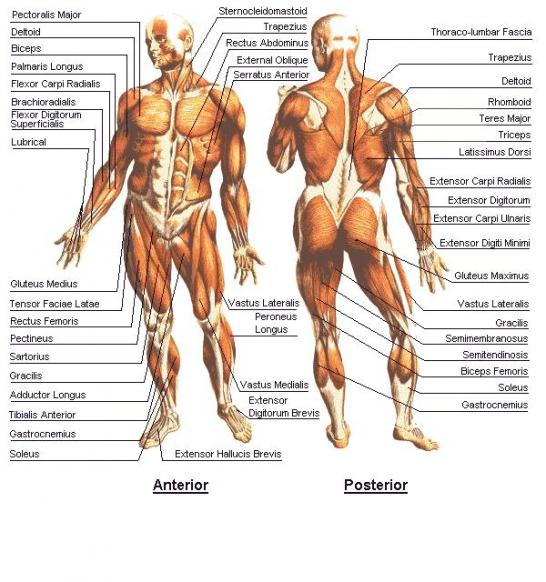 Pectoralis Major
Deltoid
Biceps
Palmaris Longus
Flexor Carpi Radialis
Brachioradialis
Flexor Digitorum
Superficialis
Lubrical
Sternocleidomastoid
Trapezius
Rectus Abdominus
External Oblique
Serratus Anterior
Gluteus Medius
Tensor Faciae Latae
Rectus Femoris
Pectineus
Sartorius
Gracilis
Adductor Longus
Tibialis Anterior
Gastrocnemius
Soleus
Vastus Lateralis
Peroneus
Longus
Vastus Medialis
Extensor
Digitorum Brevis
Extensor Hallucis Brevis
Anterior
Thoraco-lumbar Fascia
Trapezius
Deltoid
Rhomboid
Teres Major
Triceps
Latissimus Dorsi
Extensor Carpi Radialis
Extensor Digitorum
Extensor Carpi Ulnaris
Extensor Digiti Minimi
Gluteus Maximus
Vastus Lateralis
Gracilis
Semimembranosus
Semitendinosis
Biceps Femoris
Soleus
Gastrocnemius
Posterior